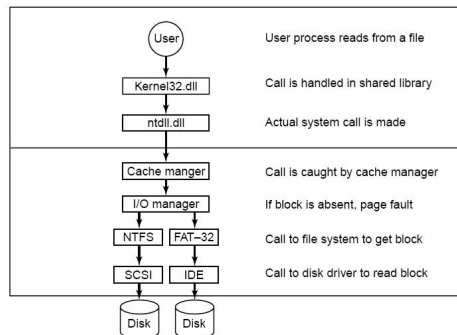 User
User process reads from a file
Kernel32.dll
Call is handled in shared library
ntdll.dll
Actual system call is made
Cache manger
Call is caught by cache manager
I/O manager
If block is absent, page fault
NTFS
FAT–32
Call to file system to get block
SCSI
IDE
Call to disk driver to read block
Disk
Disk